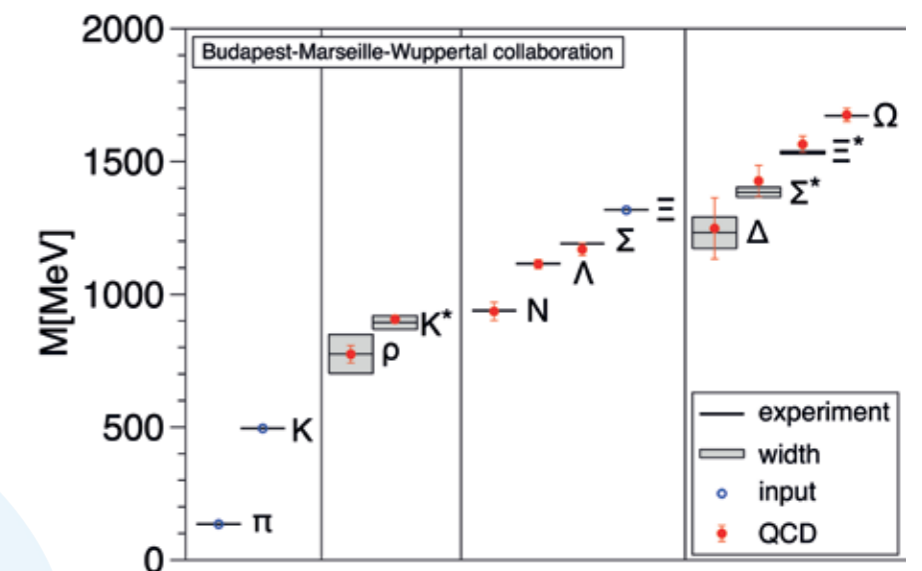 2000
Budapest-Marseille-Wuppertal collaboration
1500
1000
500
0
M[MeV]
π
K
ρ
K*
N
Λ
Σ
Ξ
Δ
Σ*
Ξ*
Ω
experiment
width
input
QCD